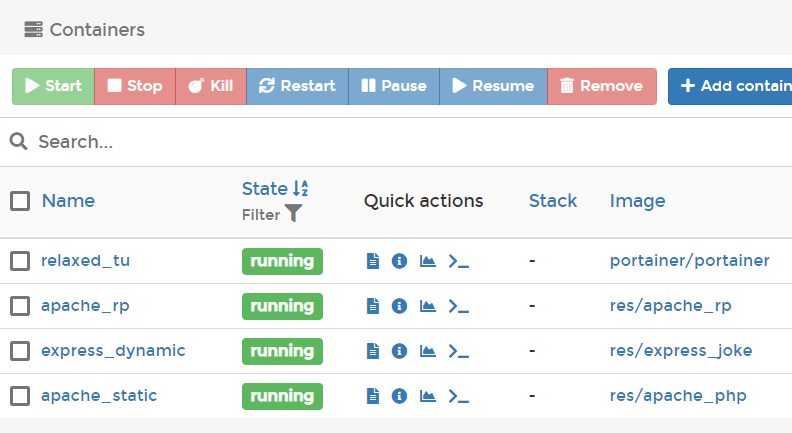 Containers
Start Stop Kill Restart Pause Resume Remove Add contain
Search...
Name State Filter Quick actions Stack Image
relaxed_tu running - portainer/portainer
apache_rp running - res/apache_rp
express_dynamic running - res/express_joke
apache_static running - res/apache_php